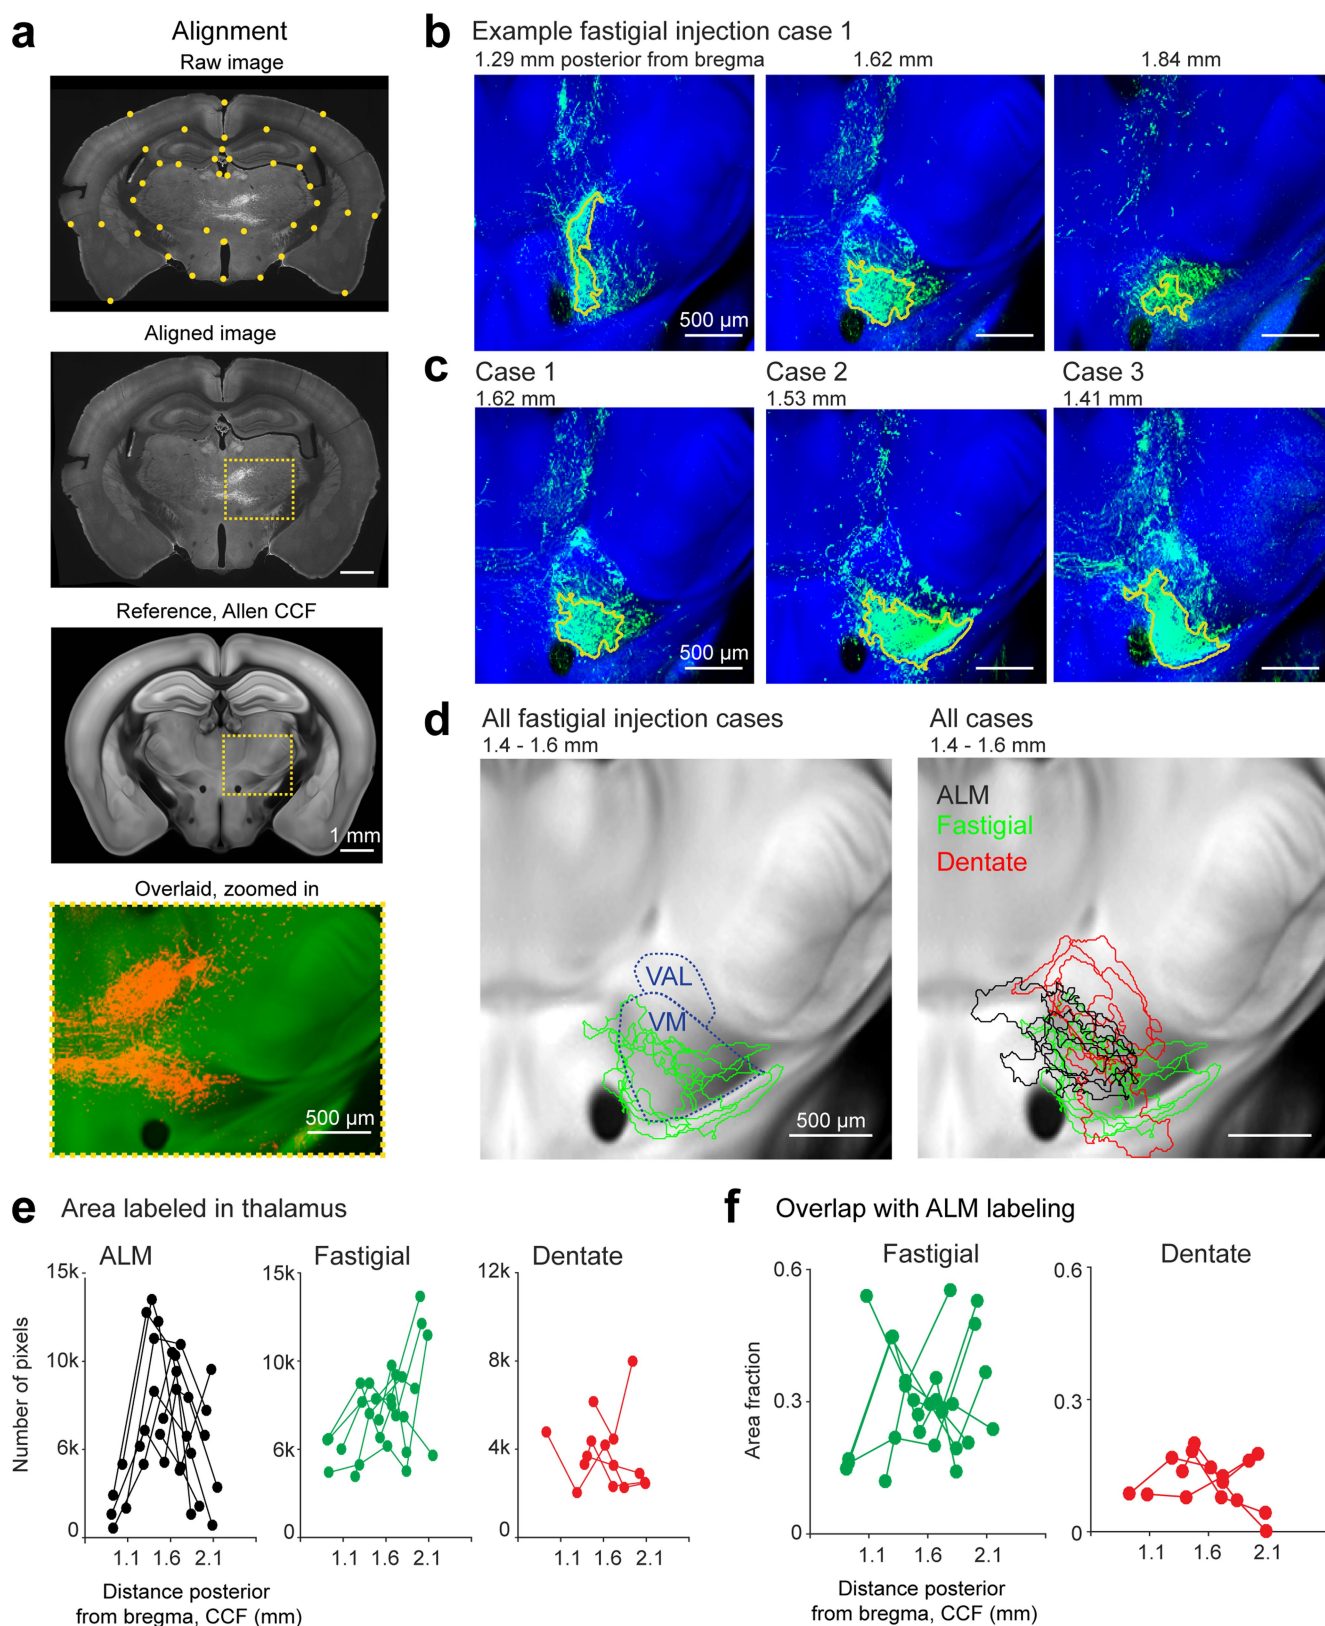 a
Alignment
Raw image
Aligned image
Reference, Allen CCF
1 mm
Overlaid, zoomed in
500 µm
b
Example fastigial injection case 1
1.29 mm posterior from bregma
1.62 mm
1.84 mm
500 µm
c
Case 1
Case 2
Case 3
1.62 mm
1.53 mm
1.41 mm
500 µm
d
All fastigial injection cases
1.4 - 1.6 mm
VAL
VM
500 µm
All cases
1.4 - 1.6 mm
ALM
Fastigial
Dentate
e
Area labeled in thalamus
ALM
Fastigial
Dentate
Number of pixels
15k
10k
6k
0
15k
10k
6k
0
12k
8k
4k
0
1.1 1.6 2.1
1.1 1.6 2.1
1.1 1.6 2.1
Distance posterior
from bregma, CCF (mm)
f
Overlap with ALM labeling
Fastigial
Dentate
Area fraction
0.6
0.3
0
0.6
0.3
0
1.1 1.6 2.1
1.1 1.6 2.1
Distance posterior
from bregma, CCF (mm)